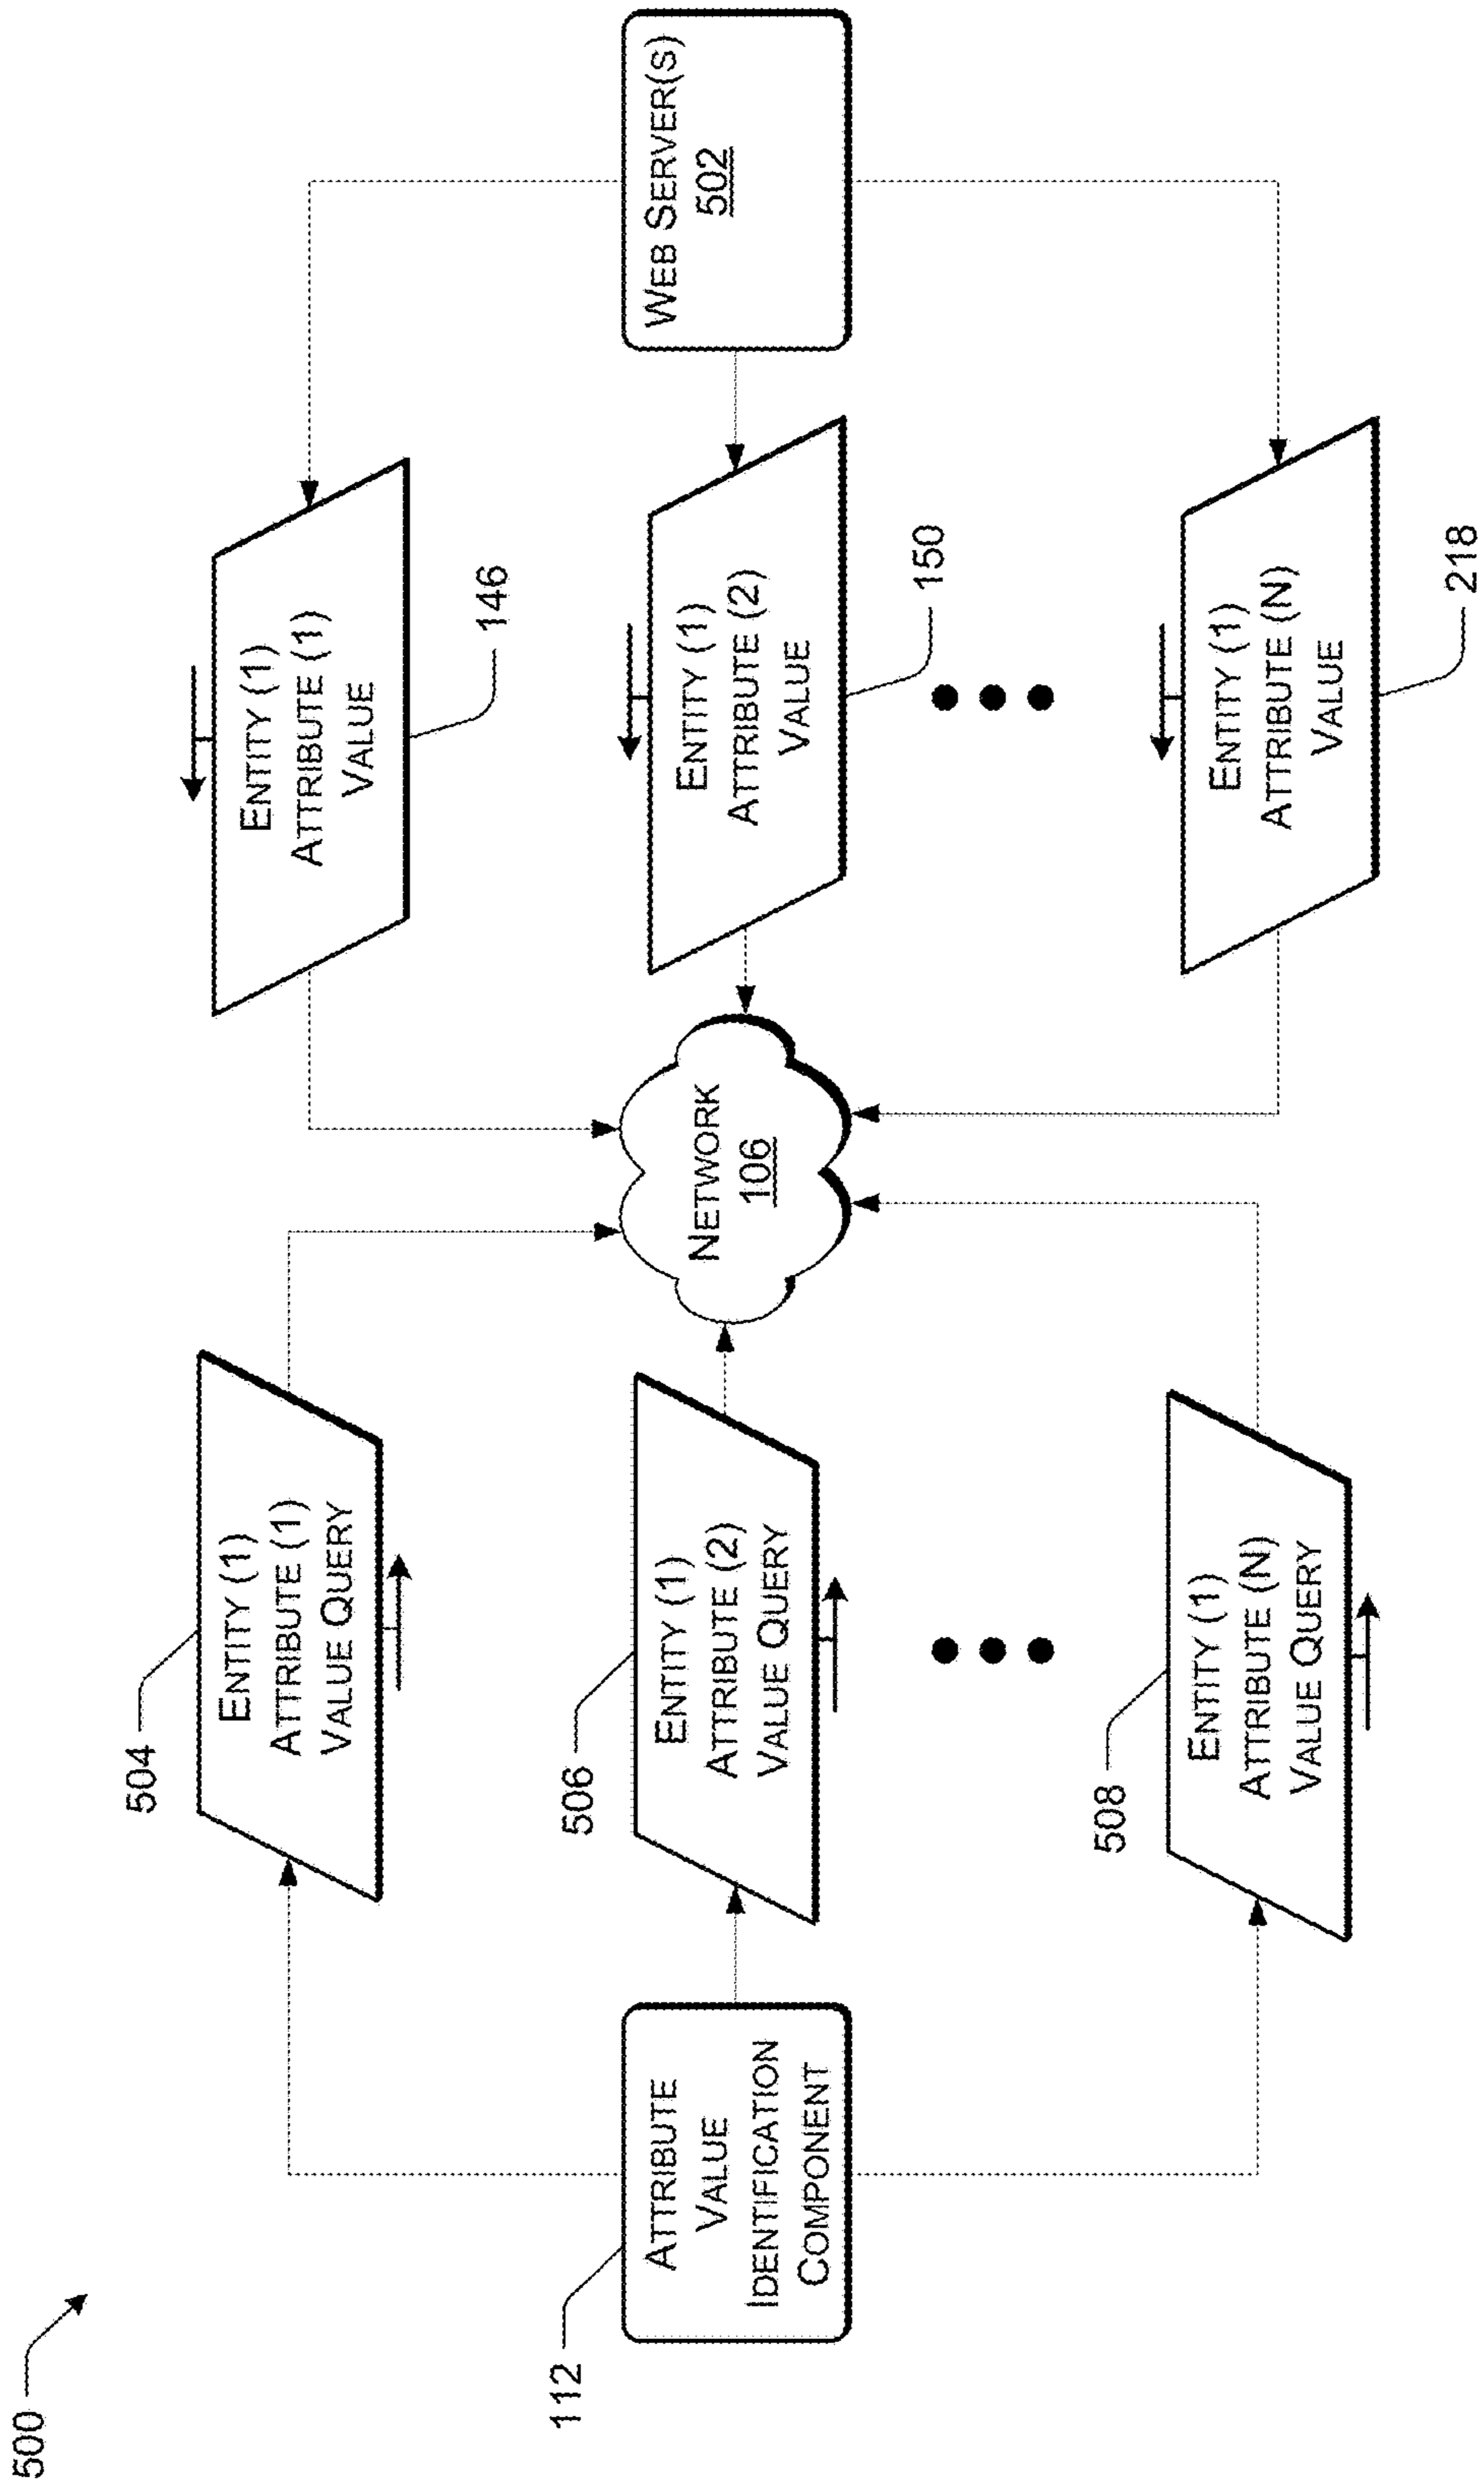 500
112
ATTRIBUTE
VALUE
IDENTIFICATION
COMPONENT
504
ENTITY (1)
ATTRIBUTE (1)
VALUE QUERY
506
ENTITY (1)
ATTRIBUTE (2)
VALUE QUERY
508
ENTITY (1)
ATTRIBUTE (N)
VALUE QUERY
NETWORK
106
ENTITY (1)
ATTRIBUTE (1)
VALUE
146
ENTITY (1)
ATTRIBUTE (2)
VALUE
150
ENTITY (1)
ATTRIBUTE (N)
VALUE
218
WEB SERVER(S)
502